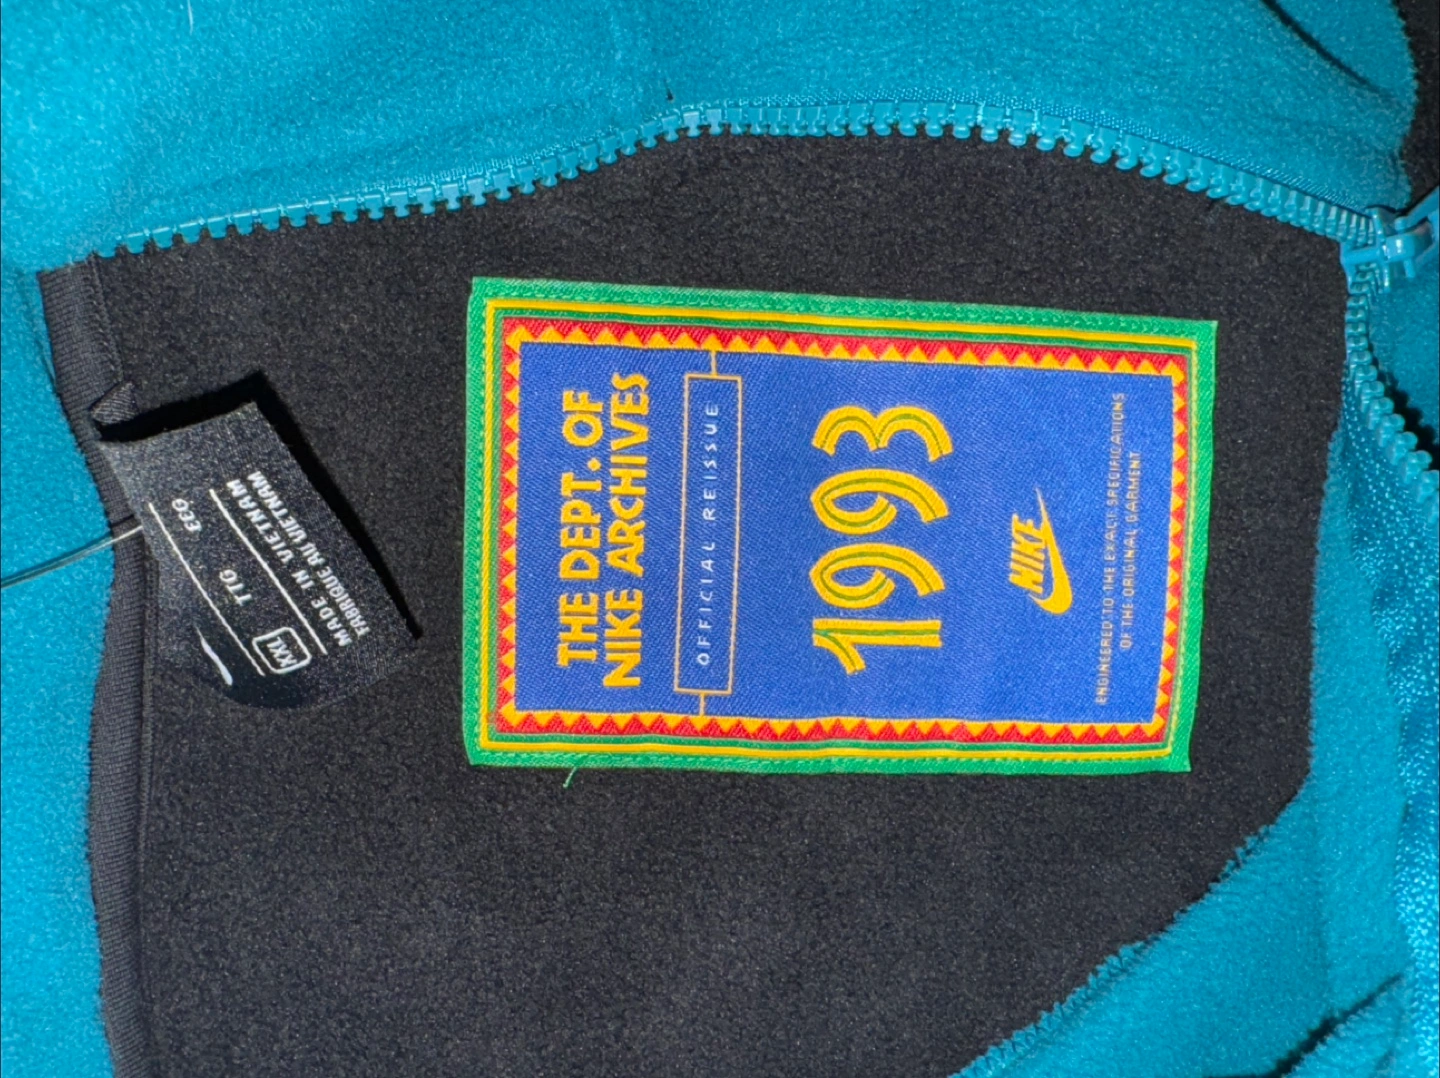 THE DEPT. OF
NIKE ARCHIVES
OFFICIAL REISSUE
1993
NIKE
ENGINEERED TO THE EXACT SPECIFICATIONS
OF THE ORIGINAL GARMENT
XXL
TTG
EEG
MADE IN VIETNAM
FABRIQUE AU VIETNAM